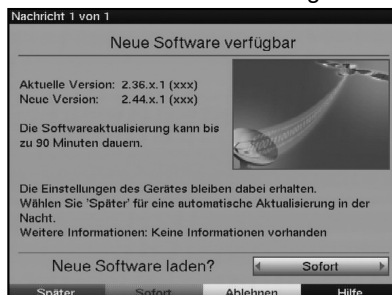 Nachricht 1 von 1
Neue Software verfügbar
Aktuelle Version: 2.36.x.1 (xxx)
Neue Version: 2.44.x.1 (xxx)
Die Softwareaktualisierung kann bis
zu 90 Minuten dauern.
Die Einstellungen des Gerätes bleiben dabei erhalten.
Wählen Sie 'Später' für eine automatische Aktualisierung in der
Nacht.
Weitere Informationen: Keine Informationen vorhanden
Neue Software laden? Sofort
Später Sofort Ablehnen Hilfe